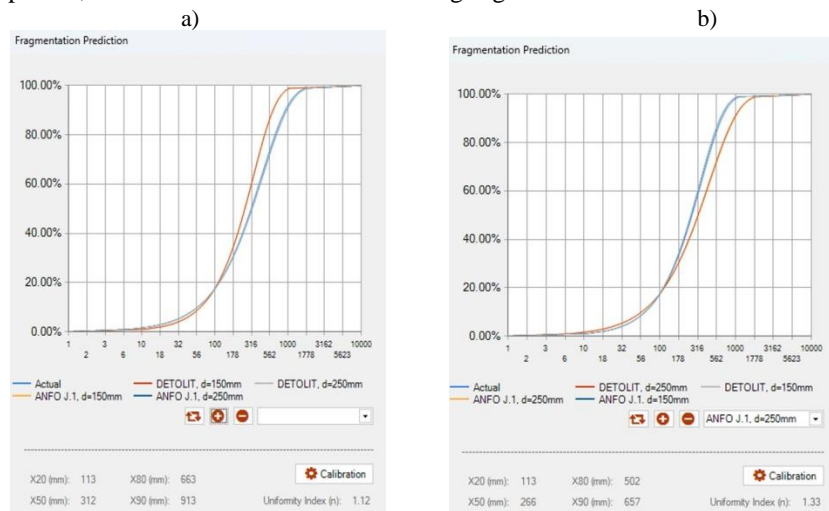 a)
b)
Fragmentation Prediction
100.00%
80.00%
60.00%
40.00%
20.00%
0.00%
1 3 10 32 100 316 1000 3162 10000
2 6 18 56 178 562 1778 5623
Actual DETOLIT, d=150mm DETOLIT, d=250mm
ANFO J.1, d=150mm ANFO J.1, d=250mm
Calibration
X20 (mm): 113 X80 (mm): 663
X50 (mm): 312 X90 (mm): 913 Uniformity Index (n): 1.12
Fragmentation Prediction
100.00%
80.00%
60.00%
40.00%
20.00%
0.00%
1 3 10 32 100 316 1000 3162 10000
2 6 18 56 178 562 1778 5623
Actual DETOLIT, d=250mm DETOLIT, d=150mm
ANFO J.1, d=250mm ANFO J.1. d=150mm
ANFO J.1, d=250mm
Calibration
X20 (mm): 113 X80 (mm): 502
X50 (mm): 266 X90 (mm): 657 Uniformity Index (n): 1.33